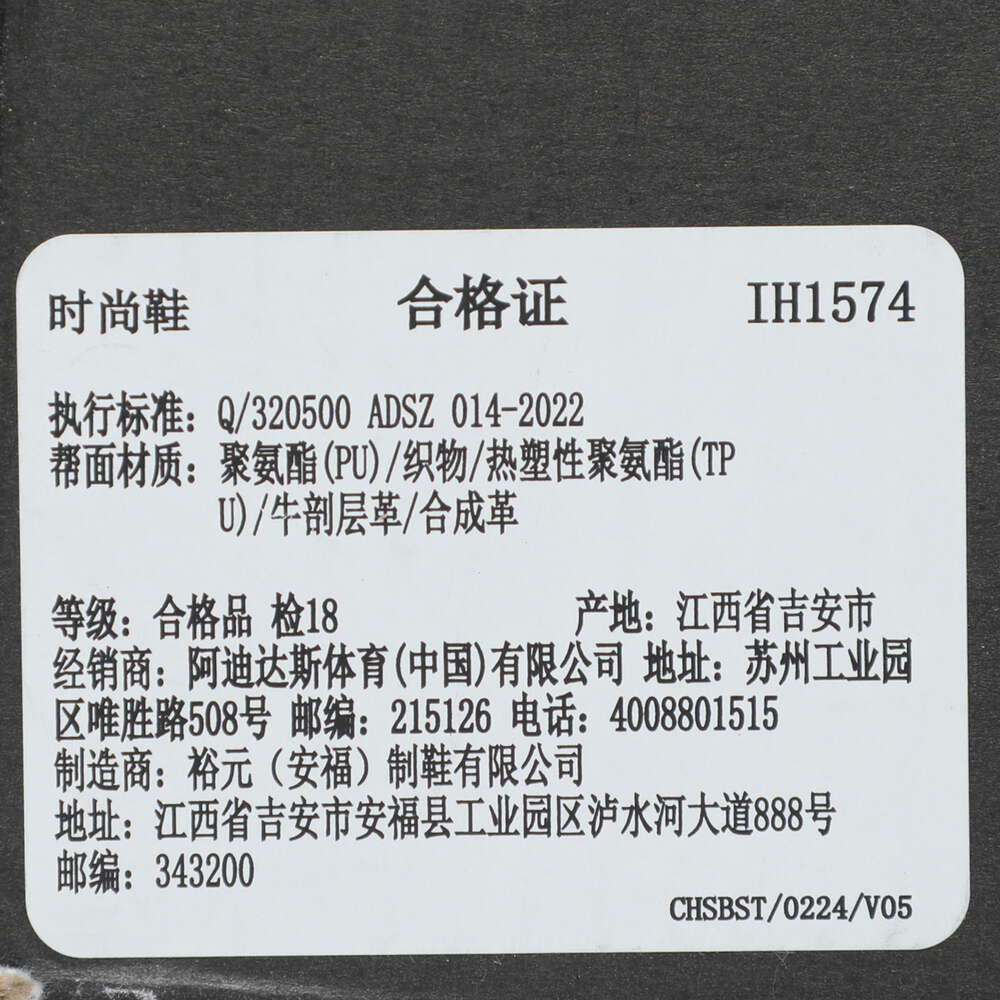 时尚鞋 合格证 IH1574
执行标准: Q/320500 ADSZ 014-2022
帮面材质: 聚氨酯(PU)/织物/热塑性聚氨酯(TP
U)/牛剖层革/合成革
等级: 合格品 检18 产地: 江西省吉安市
经销商: 阿迪达斯体育(中国)有限公司 地址: 苏州工业园
区唯胜路508号 邮编: 215126 电话: 4008801515
制造商: 裕元（安福）制鞋有限公司
地址: 江西省吉安市安福县工业园区泸水河大道888号
邮编: 343200
CHSBST/0224/V05